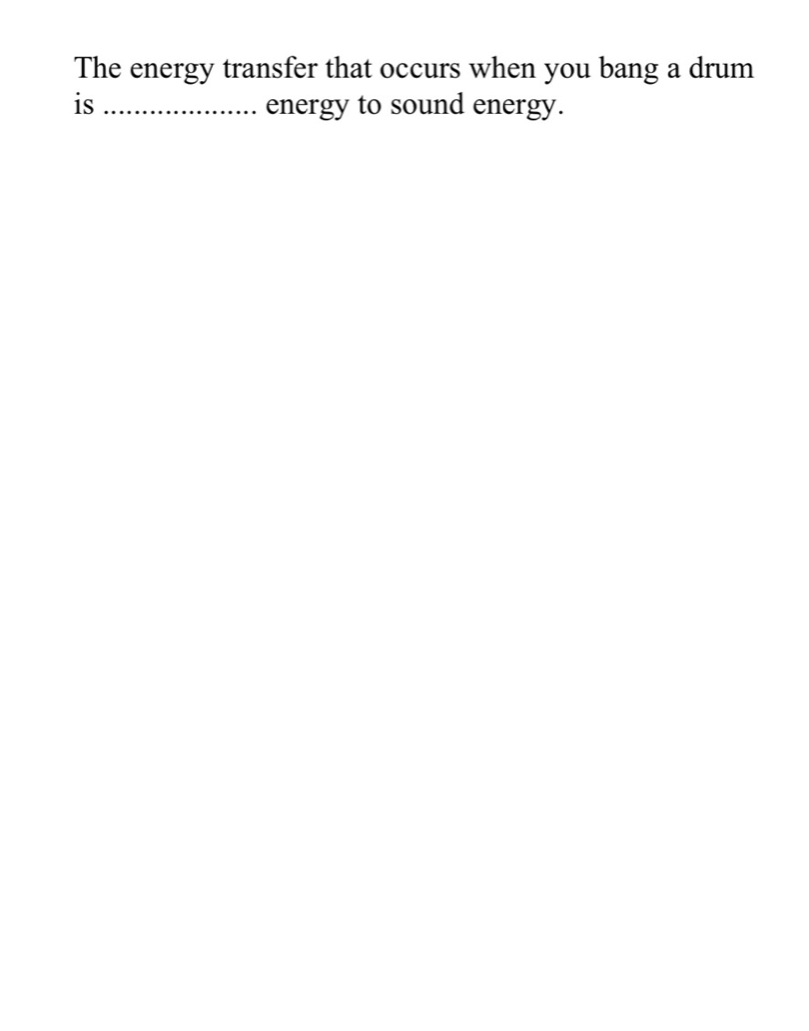 The energy transfer that occurs when you bang a drum
is .................... energy to sound energy.